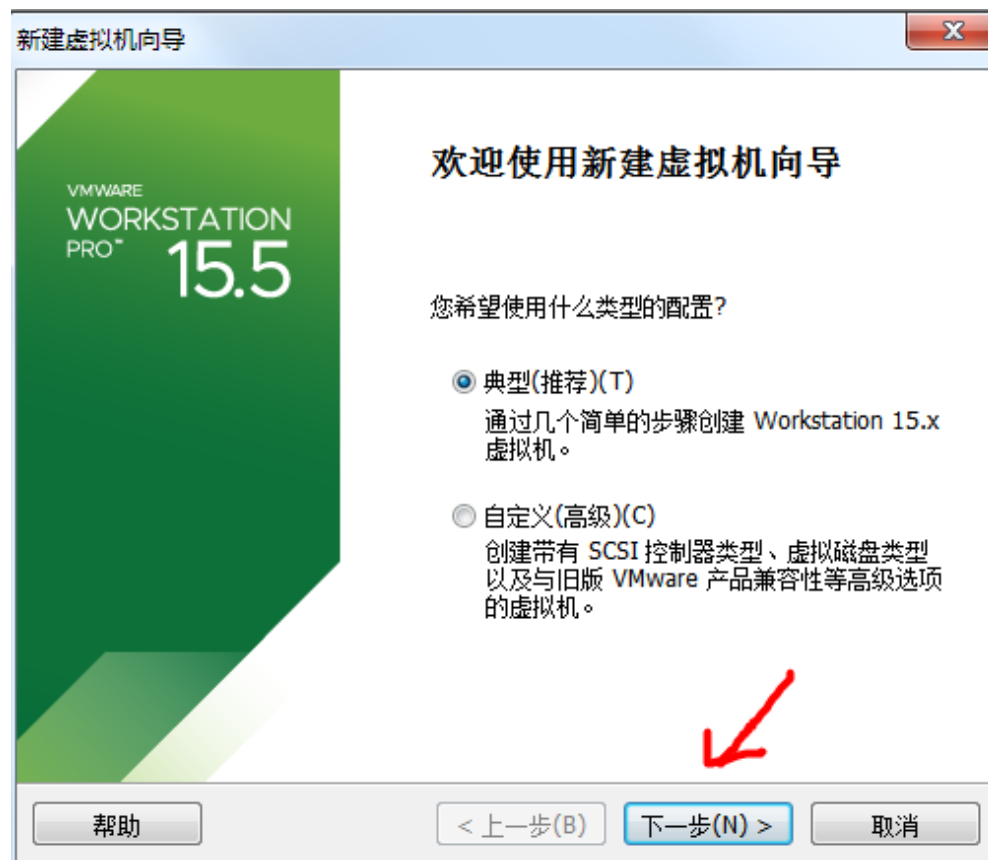 新建虚拟机向导
VMWARE
WORKSTATION
PRO™
15.5
欢迎使用新建虚拟机向导
您希望使用什么类型的配置?
典型(推荐)(T)
通过几个简单的步骤创建 Workstation 15.x
虚拟机。
自定义(高级)(C)
创建带有 SCSI 控制器类型、虚拟磁盘类型
以及与旧版 VMware 产品兼容性等高级选项
的虚拟机。
帮助
< 上一步(B)
下一步(N) >
取消